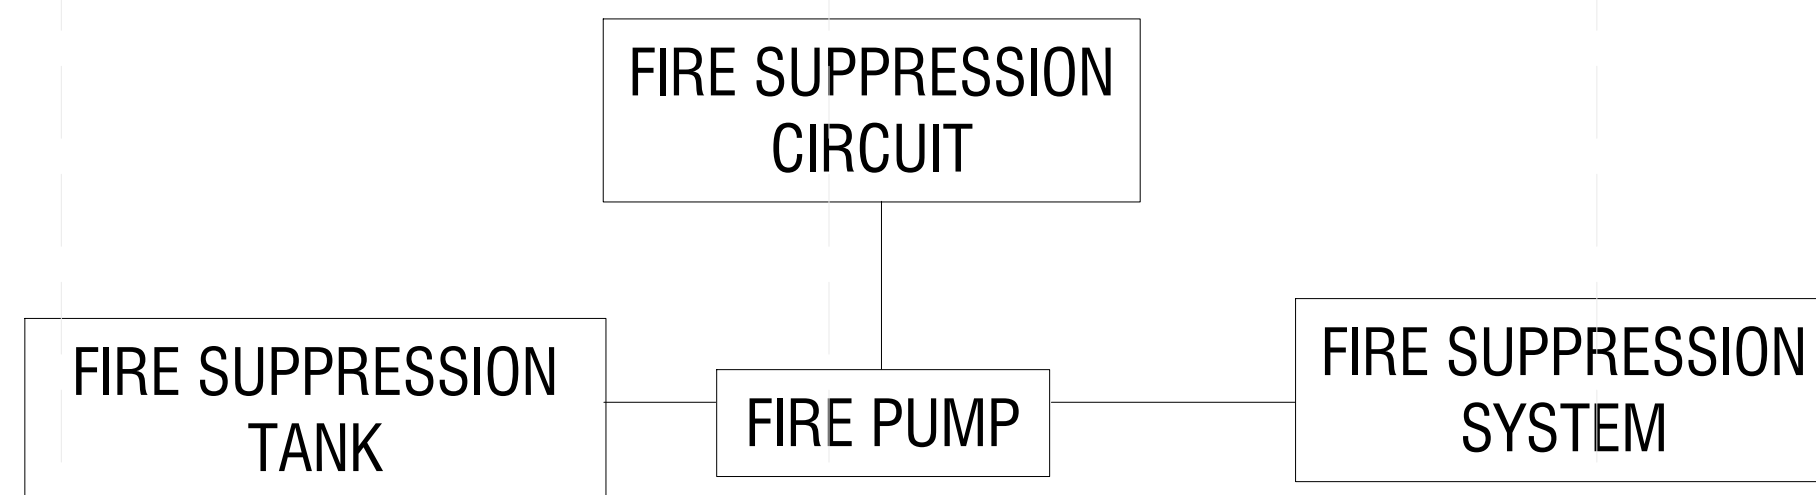 FIRE SUPPRESSION
CIRCUIT
FIRE SUPPRESSION
TANK
FIRE PUMP
FIRE SUPPRESSION
SYSTEM